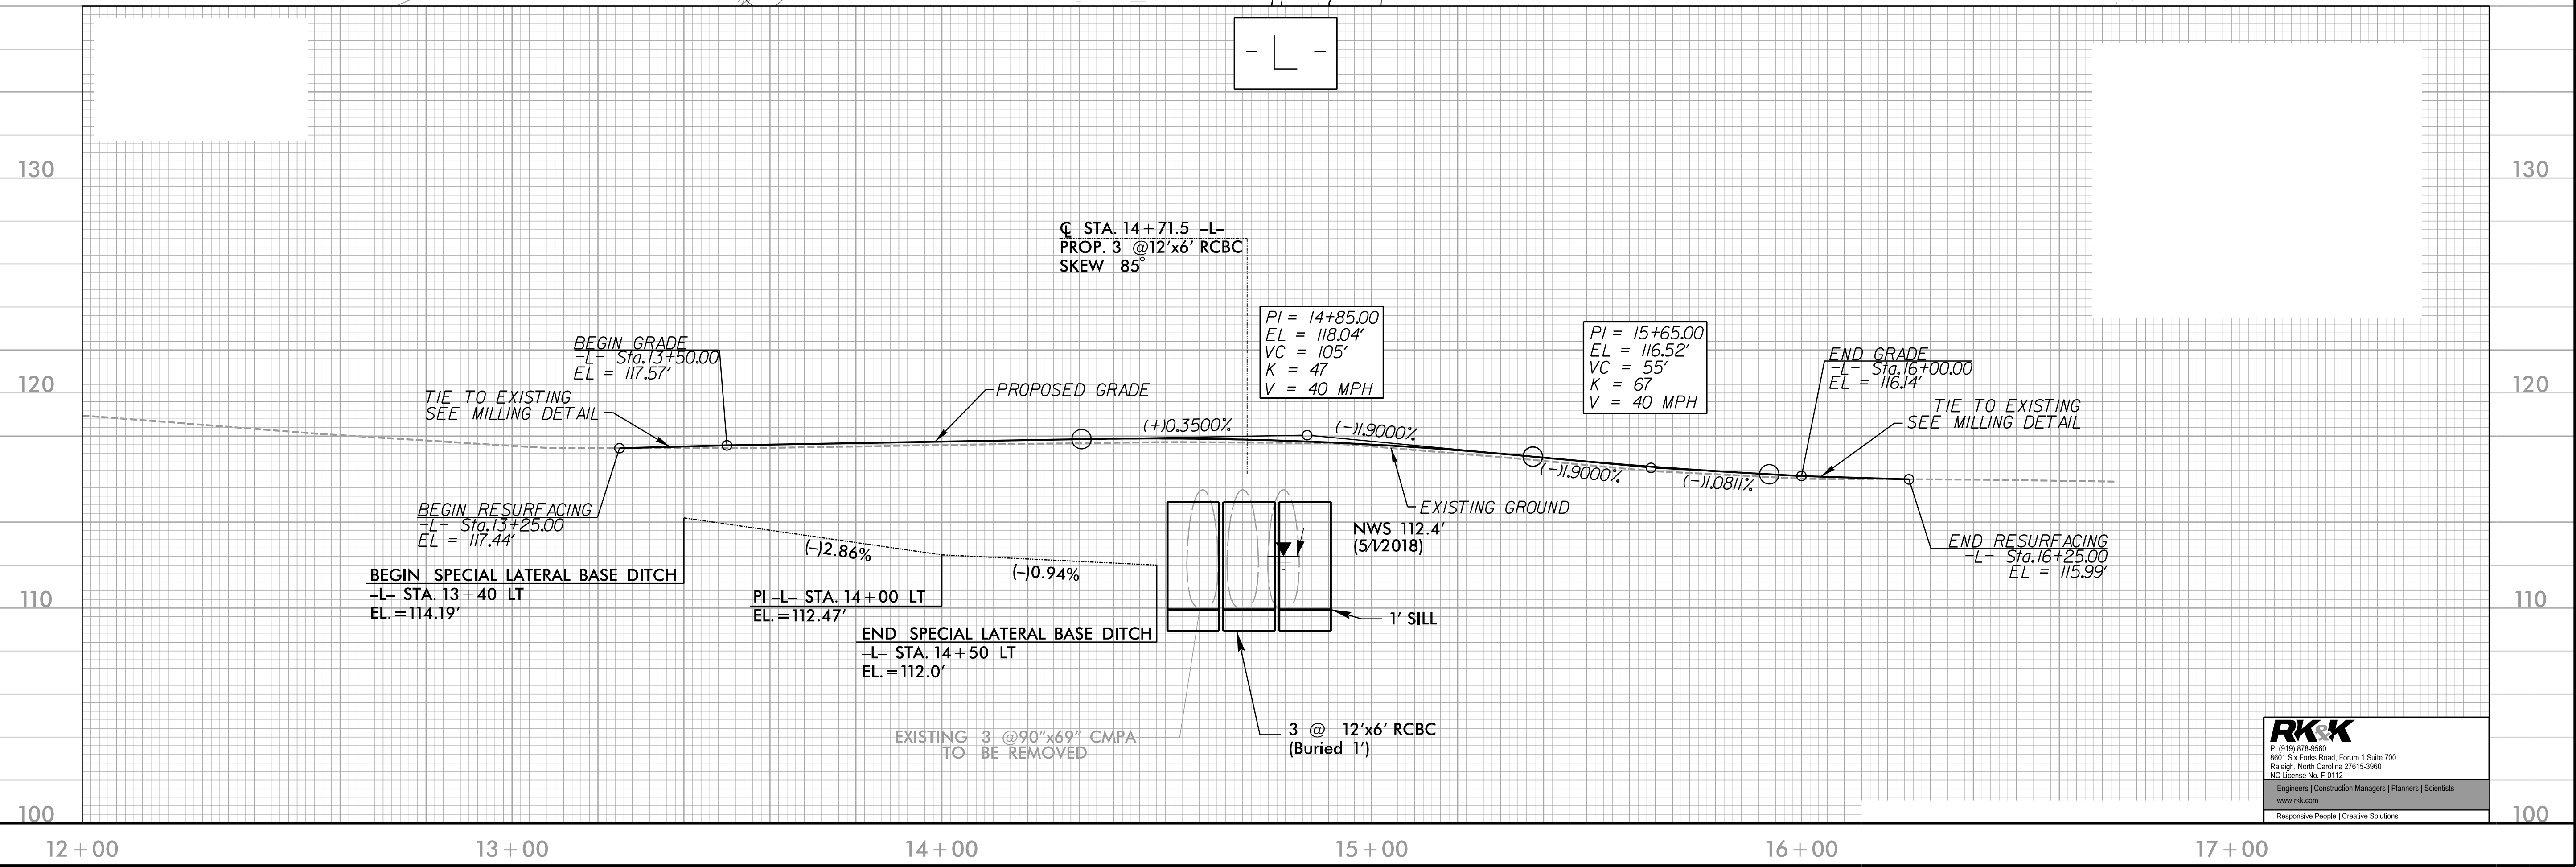 - L -
130
130
℄ STA. 14+71.5 -L-
PROP. 3 @12'x6' RCBC
SKEW 85°
PI = 14+85.00
EL = 118.04'
VC = 105'
K = 47
V = 40 MPH
PI = 15+65.00
EL = 116.52'
VC = 55'
K = 67
V = 40 MPH
BEGIN GRADE
-L- Sta.13+50.00
EL = 117.57'
END GRADE
-L- Sta.16+00.00
EL = 116.14'
120
120
TIE TO EXISTING
SEE MILLING DETAIL
PROPOSED GRADE
TIE TO EXISTING
SEE MILLING DETAIL
(+)0.3500%
(-)1.9000%
(-)1.9000%
(-)1.0811%
BEGIN RESURFACING
-L- Sta.13+25.00
EL = 117.44'
EXISTING GROUND
NWS 112.4'
(5/1/2018)
END RESURFACING
-L- Sta.16+25.00
EL = 115.99'
(-)2.86%
(-)0.94%
BEGIN SPECIAL LATERAL BASE DITCH
-L- STA. 13+40 LT
EL.=114.19'
PI -L- STA. 14+00 LT
EL.=112.47'
110
110
1' SILL
END SPECIAL LATERAL BASE DITCH
-L- STA. 14+50 LT
EL.=112.0'
EXISTING 3 @90"x69" CMPA
TO BE REMOVED
3 @ 12'x6' RCBC
(Buried 1')
RK&K
P: (919) 878-9560
8601 Six Forks Road, Forum 1,Suite 700
Raleigh, North Carolina 27615-3960
NC License No. F-0112
Engineers | Construction Managers | Planners | Scientists
www.rkk.com
Responsive People | Creative Solutions
100
100
12+00
13+00
14+00
15+00
16+00
17+00